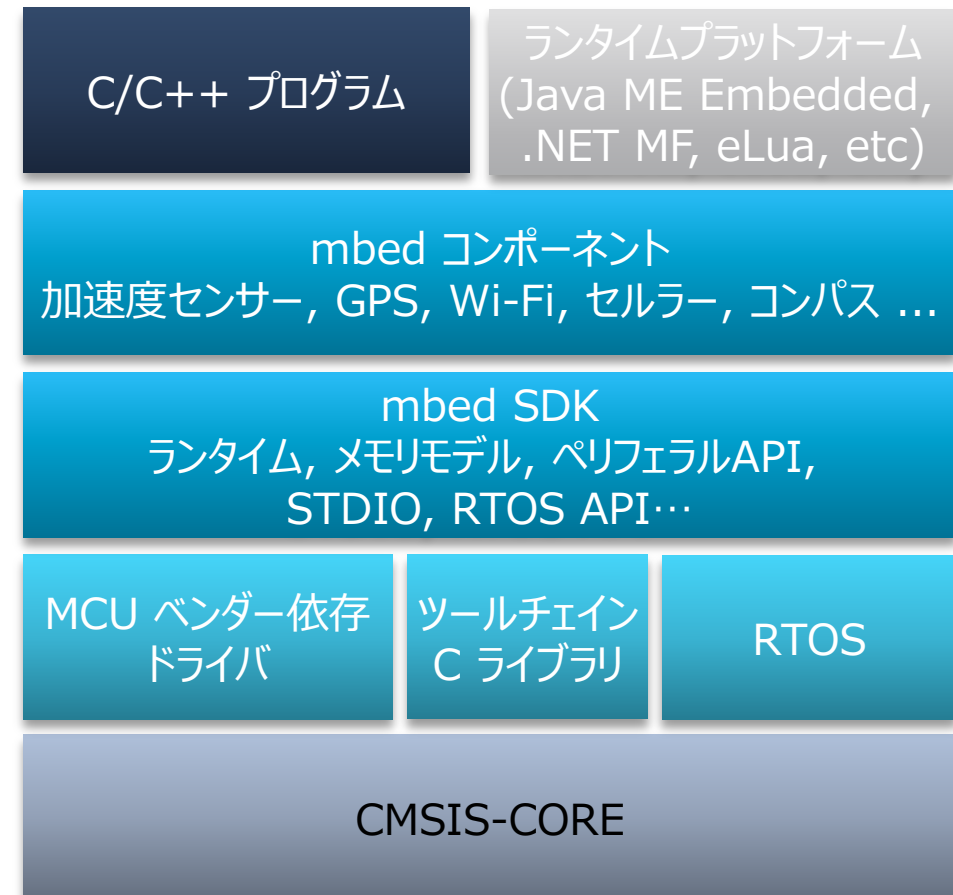 C/C++ プログラム
ランタイムプラットフォーム
(Java ME Embedded,
.NET MF, eLua, etc)
mbed コンポーネント
加速度センサー, GPS, Wi-Fi, セルラー, コンパス ...
mbed SDK
ランタイム, メモリモデル, ペリフェラルAPI,
STDIO, RTOS API…
MCU ベンダー依存
ドライバ
ツールチェイン
C ライブラリ
RTOS
CMSIS-CORE